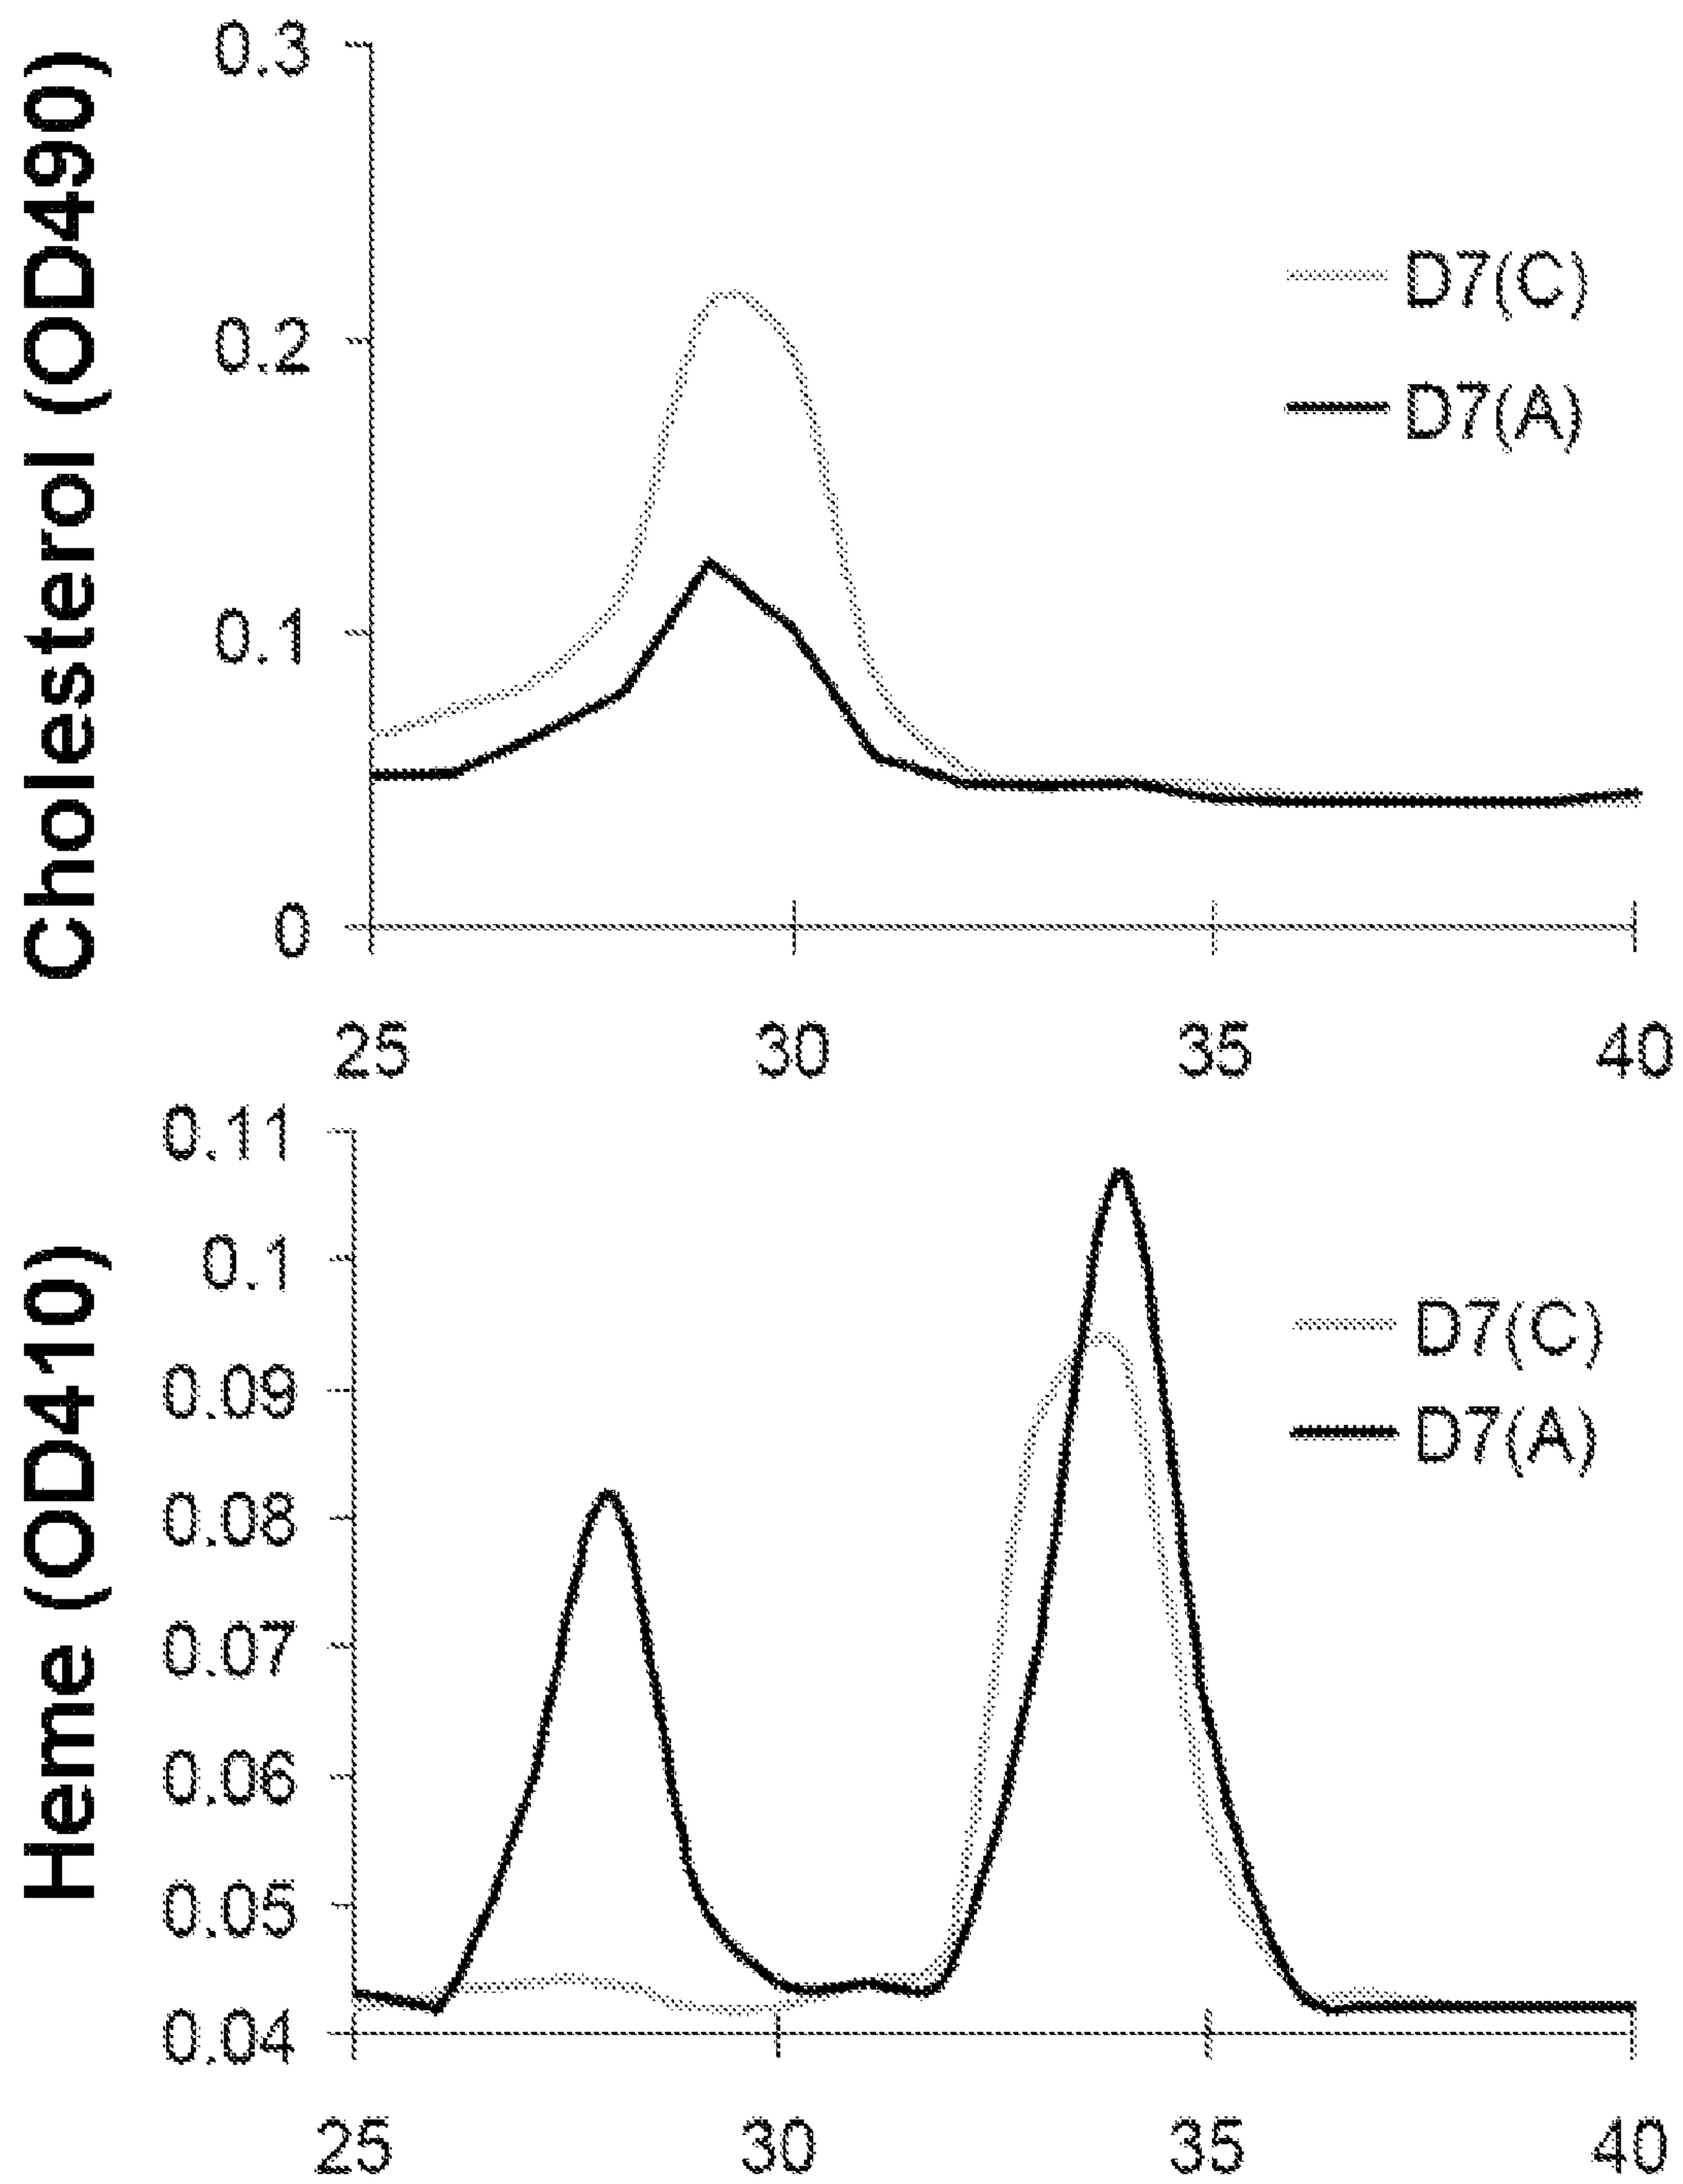 Cholesterol (OD490)
0.3
0.2
0.1
0
D7(C)
D7(A)
25 30 35 40
Heme (OD410)
0.11
0.1
0.09
0.08
0.07
0.06
0.05
0.04
D7(C)
D7(A)
25 30 35 40